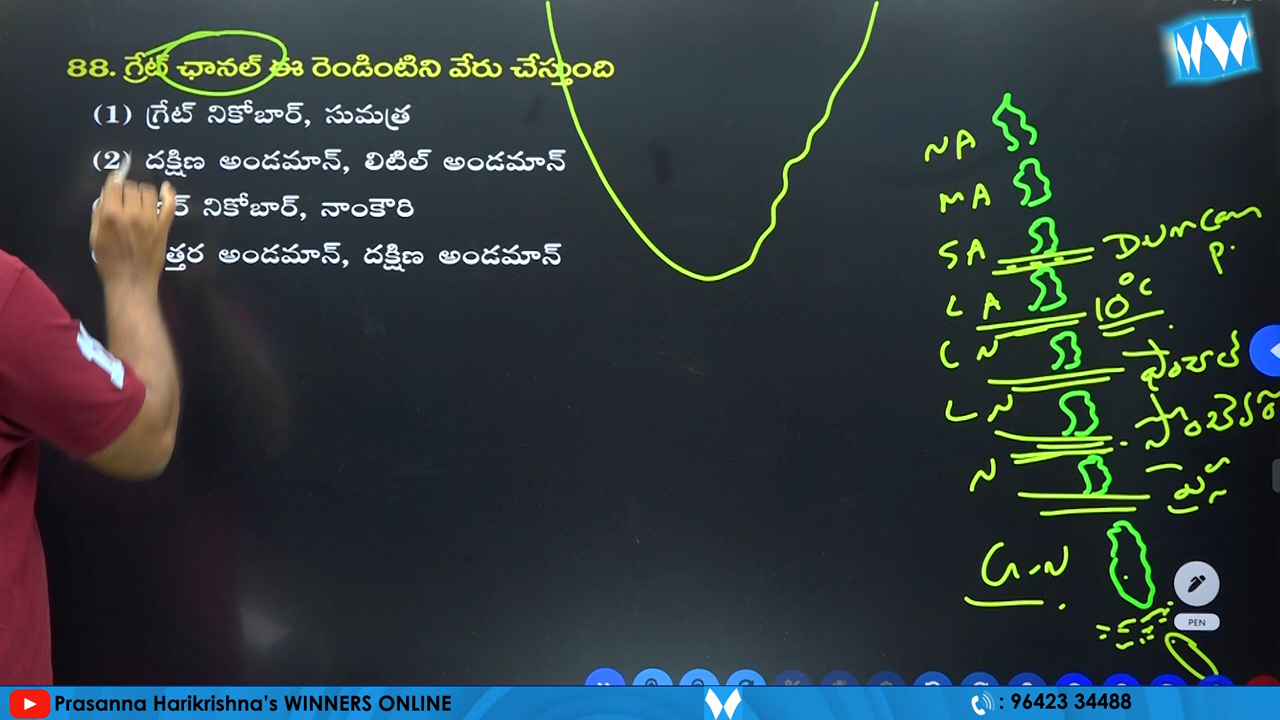 88. గ్రేట్ ఛానల్ ఈ రెండింటిని వేరు చేస్తుంది
(1) గ్రేట్ నికోబార్, సుమత్ర
(2) దక్షిణ అండమాన్, లిటిల్ అండమాన్
నికోబార్, నాంకౌరి
అండమాన్, దక్షిణ అండమాన్
NA
MA
SA Duncan P.
LA 10°C
CN
LN
N
G.N
PEN
Prasanna Harikrishna's WINNERS ONLINE : 96423 34488